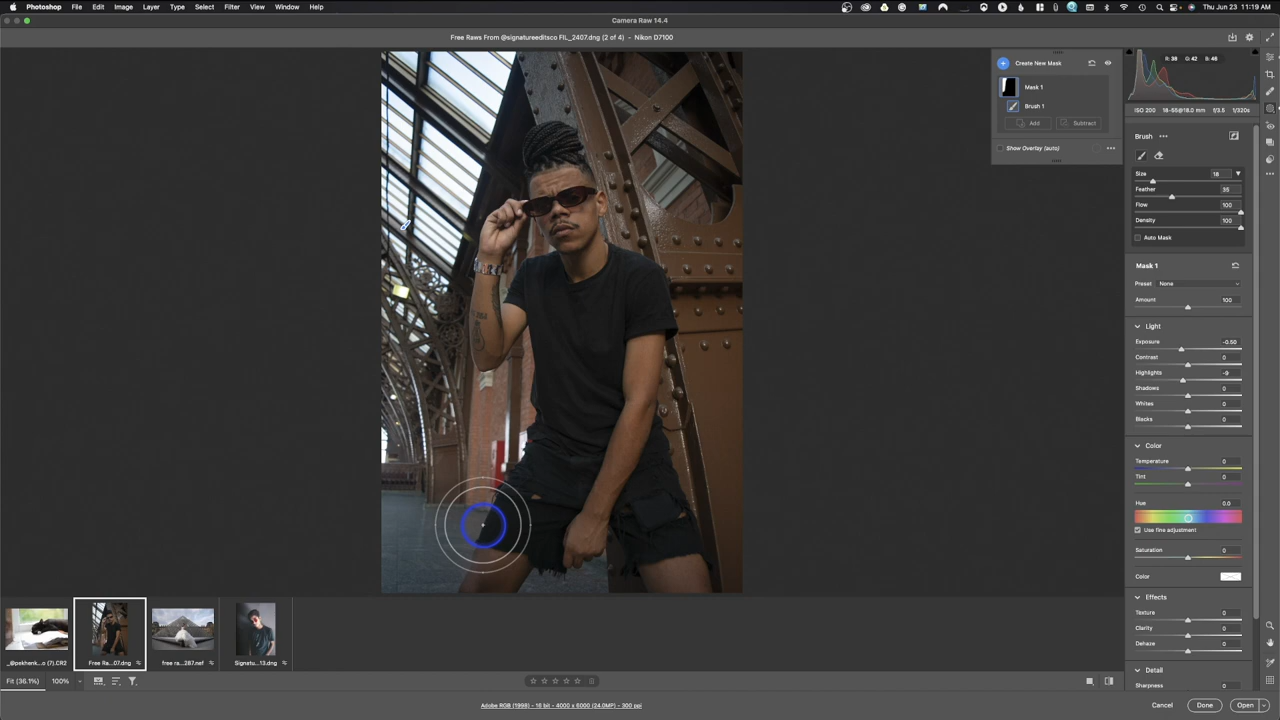 Photoshop File Edit Image Layer Type Select Filter View Window Help Thu Jun 23 11:19 AM
Camera Raw 14.4
Free Raws From @signatureeditsco FIL_2407.dng (2 of 4) - Nikon D7100
Create New Mask
Mask 1
Brush 1
Add Subtract
Show Overlay (auto)
R: 38 G: 42 B: 46
ISO 200 18-55@18.0 mm f/3.5 1/320s
Brush
Size 18
Feather 35
Flow 100
Density 100
Auto Mask
Mask 1
Preset: None
Amount 100
Light
Exposure -0.50
Contrast 0
Highlights -9
Shadows 0
Whites 0
Blacks 0
Color
Temperature 0
Tint 0
Hue 0.0
Use fine adjustment
Saturation 0
Color
Effects
Texture 0
Clarity 0
Dehaze 0
Detail
Sharpness 0
_@pekhenk...o (7).CR2
Free Ra...07.dng
free ra...287.nef
Signatu...13.dng
Fit (36.1%) 100%
Adobe RGB (1998) - 16 bit - 4000 x 6000 (24.0MP) - 300 ppi
Cancel Done Open